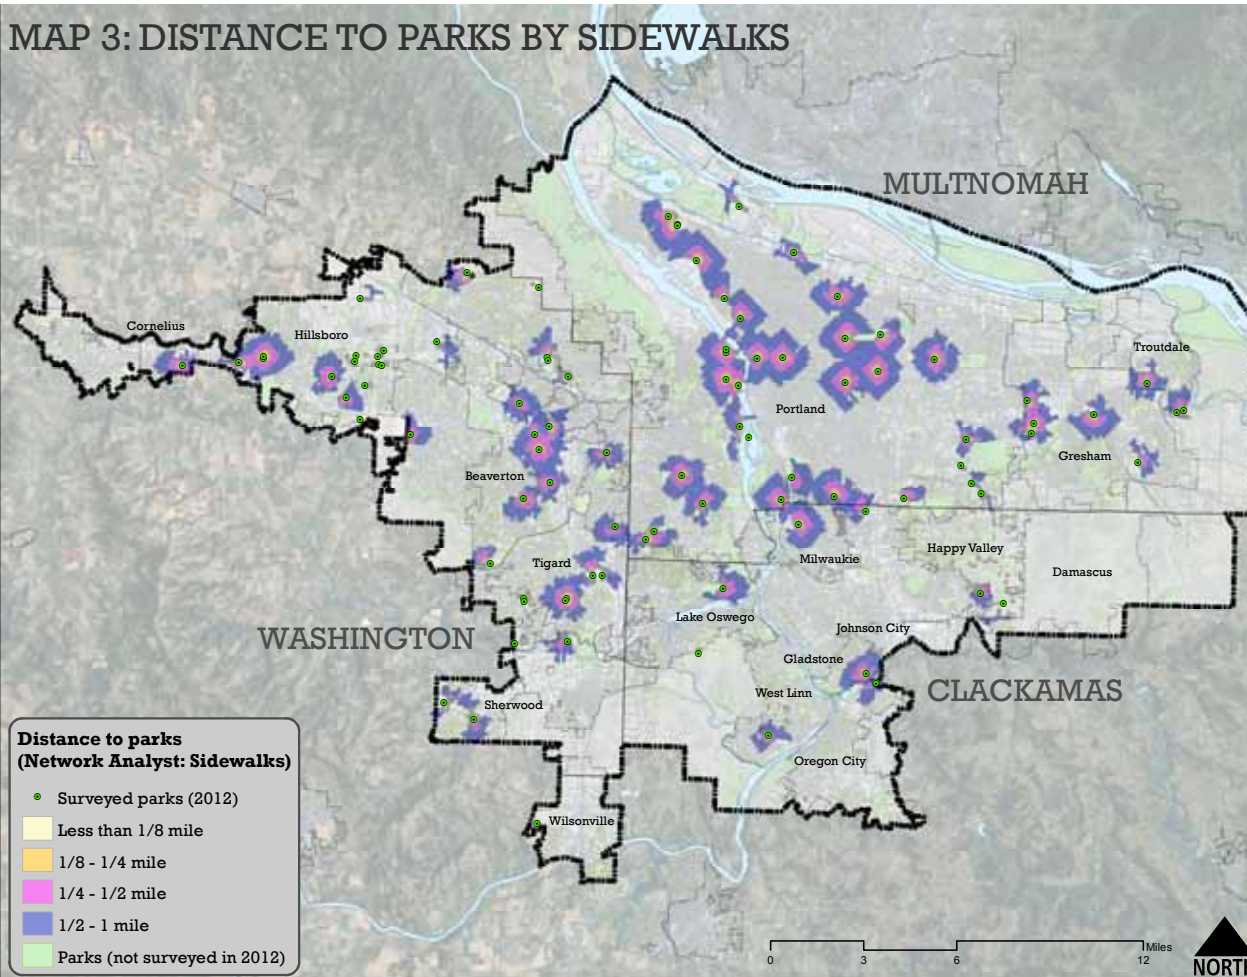 MAP 3: DISTANCE TO PARKS BY SIDEWALKS
MULTNOMAH
Cornelius
Hillsboro
Troutdale
Portland
Gresham
Beaverton
Tigard
Milwaukie
Happy Valley
Damascus
Lake Oswego
Johnson City
WASHINGTON
Gladstone
CLACKAMAS
West Linn
Sherwood
Oregon City
Wilsonville
Distance to parks
(Network Analyst: Sidewalks)
Surveyed parks (2012)
Less than 1/8 mile
1/8 - 1/4 mile
1/4 - 1/2 mile
1/2 - 1 mile
Parks (not surveyed in 2012)
Miles
0 3 6 12
NORT